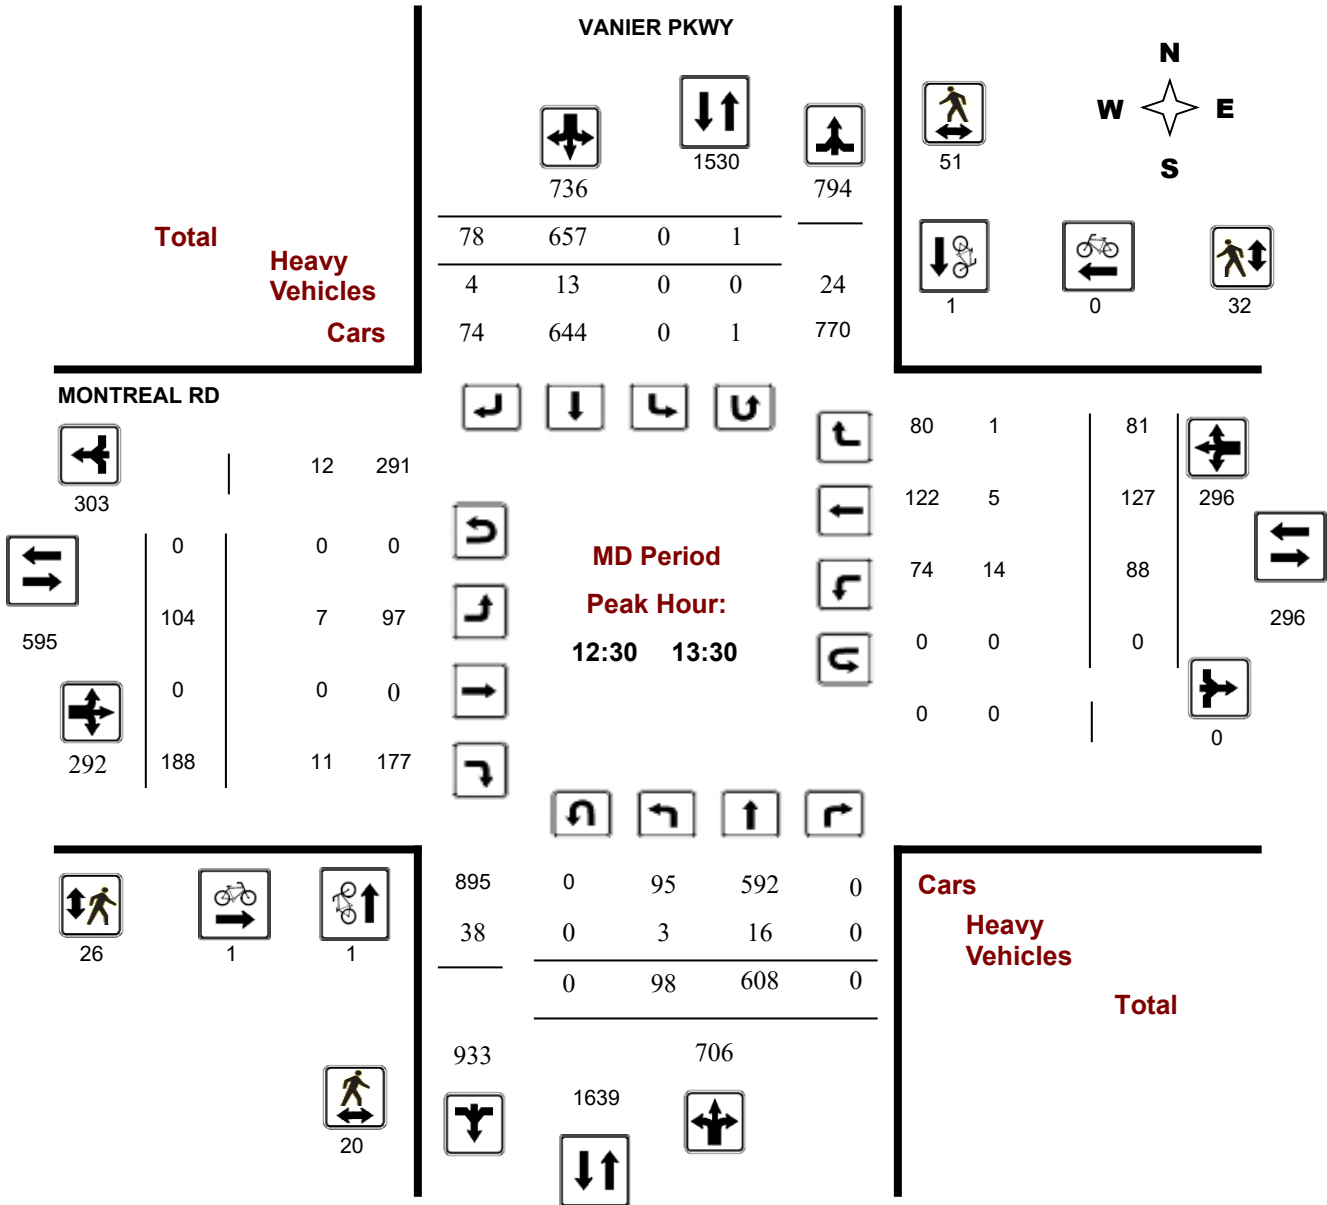 VANIER PKWY
N
W E
S
51
1530
736 794
Total 78 657 0 1
Heavy
Vehicles 4 13 0 0 24
1 0 32
Cars 74 644 0 1 770
MONTREAL RD
80 1 81
12 291
303
122 5 127 296
0 0 0
MD Period
74 14 88
104 7 97
Peak Hour:
296
595
0 0 0
12:30 13:30
0 0 0
0 0
0
292 188 11 177
895 0 95 592 0 Cars
38 0 3 16 0 Heavy
Vehicles
26 1 1
0 98 608 0
Total
933 706
1639
20